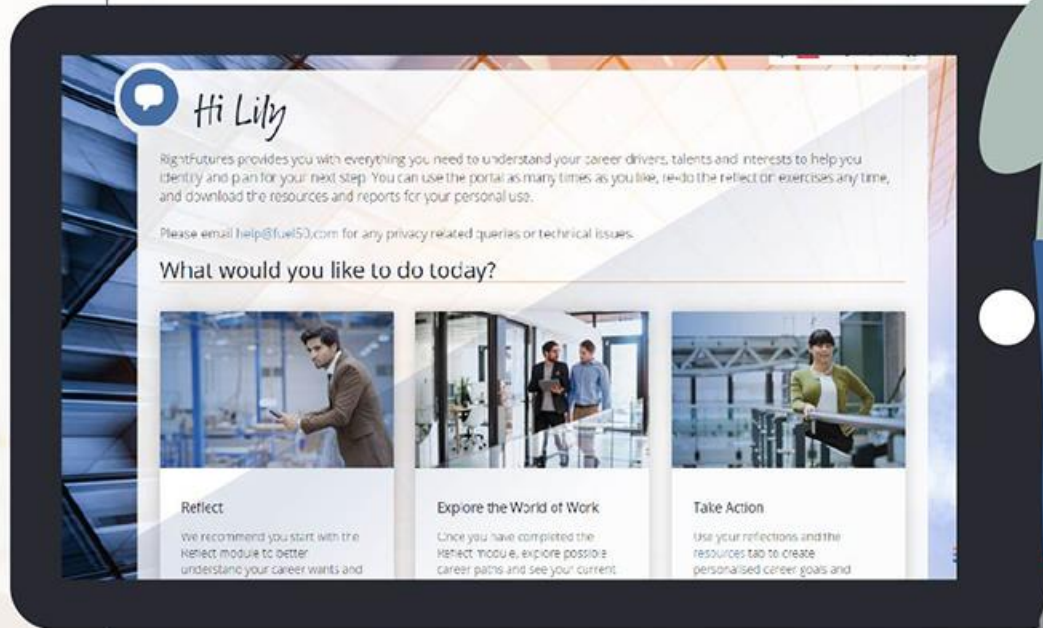 Hi Lily
RightFutures provides you with everything you need to understand your career drivers, talents and interests to help you
identify and plan for your next step. You can use the portal as many times as you like, re-do the reflection exercises any time,
and download the resources and reports for your personal use.
Please email help@fuel50.com for any privacy related queries or technical issues.
What would you like to do today?
Reflect
We recommend you start with the
Reflect module to better
understand your career wants and
Explore the World of Work
Once you have completed the
Reflect module, explore possible
career paths and see your current
Take Action
Use your reflections and the
resources tab to create
personalised career goals and